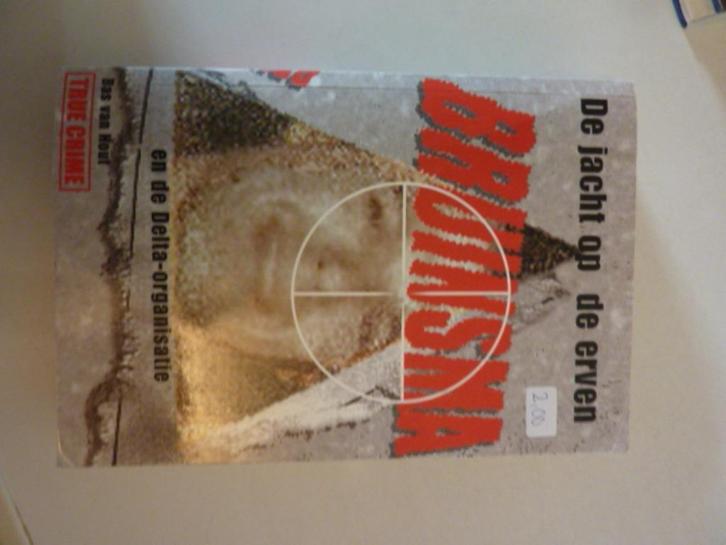 De jacht op de erven
BRUINSMA
2.00
en de Delta-organisatie
Bas van Hout
TRUE CRIME